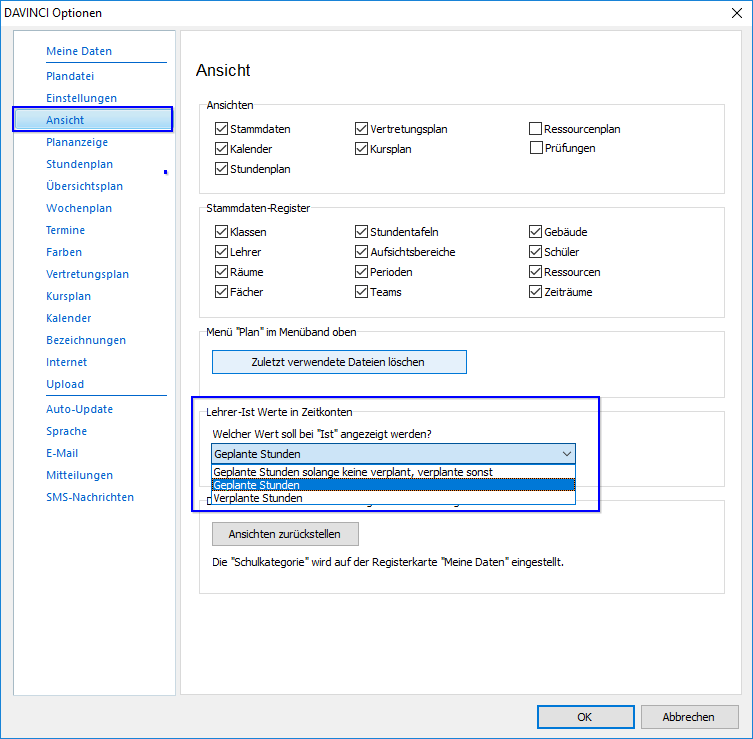 DAVINCI Optionen
Meine Daten
Plandatei
Einstellungen
Ansicht
Plananzeige
Stundenplan
Übersichtsplan
Wochenplan
Termine
Farben
Vertretungsplan
Kursplan
Kalender
Bezeichnungen
Internet
Upload
Auto-Update
Sprache
E-Mail
Mitteilungen
SMS-Nachrichten
Ansicht
Ansichten
Stammdaten Vertretungsplan Ressourcenplan
Kalender Kursplan Prüfungen
Stundenplan
Stammdaten-Register
Klassen Stundentafeln Gebäude
Lehrer Aufsichtsbereiche Schüler
Räume Perioden Ressourcen
Fächer Teams Zeiträume
Menü "Plan" im Menüband oben
Zuletzt verwendete Dateien löschen
Lehrer-Ist Werte in Zeitkonten
Welcher Wert soll bei "Ist" angezeigt werden?
Geplante Stunden
Geplante Stunden solange keine verplant, verplante sonst
Geplante Stunden
Verplante Stunden
Ansichten zurückstellen
Die "Schulkategorie" wird auf der Registerkarte "Meine Daten" eingestellt.
OK Abbrechen